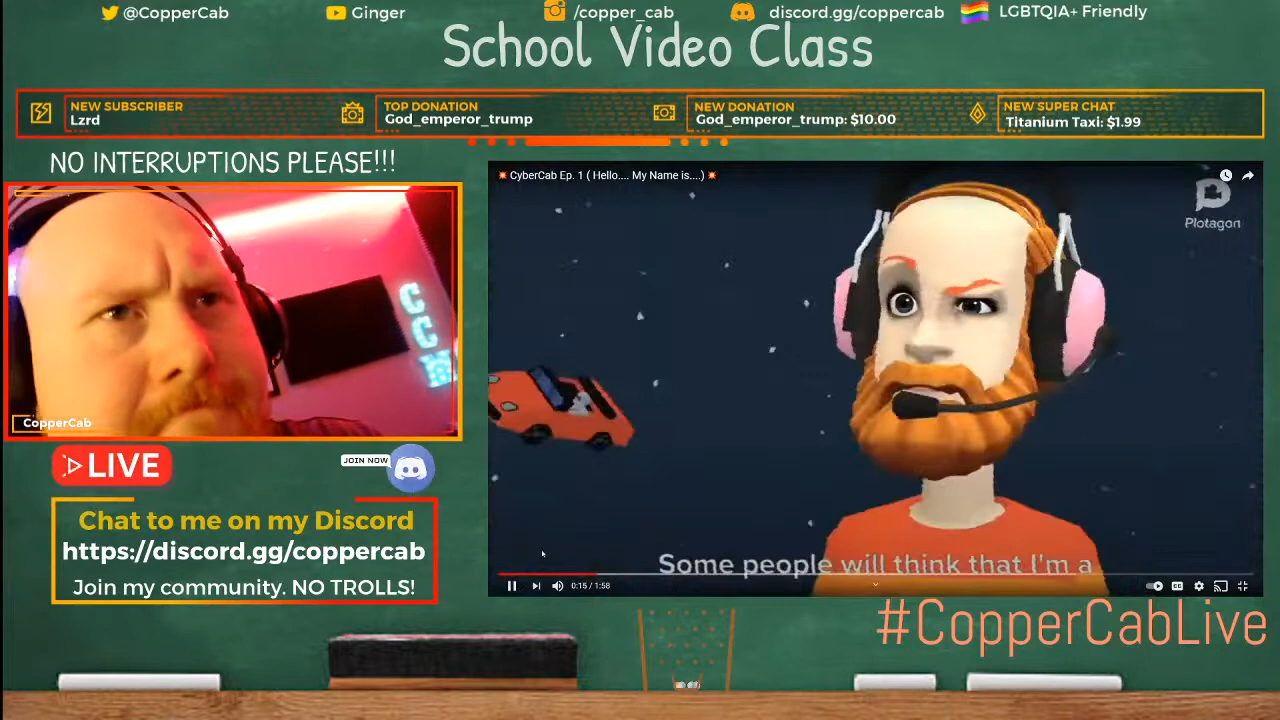 @CopperCab
Ginger
/copper_cab
discord.gg/coppercab
LGBTQIA+ Friendly
School Video Class
NEW SUBSCRIBER
Lzrd
TOP DONATION
God_emperor_trump
NEW DONATION
God_emperor_trump: $10.00
NEW SUPER CHAT
Titanium Taxi: $1.99
NO INTERRUPTIONS PLEASE!!!
CyberCab Ep. 1 ( Hello.... My Name is....)
Plotagon
CC
CopperCab
LIVE
JOIN NOW
Chat to me on my Discord
https://discord.gg/coppercab
Join my community. NO TROLLS!
Some people will think that I'm a
0:15 / 1:58
CC
#CopperCabLive